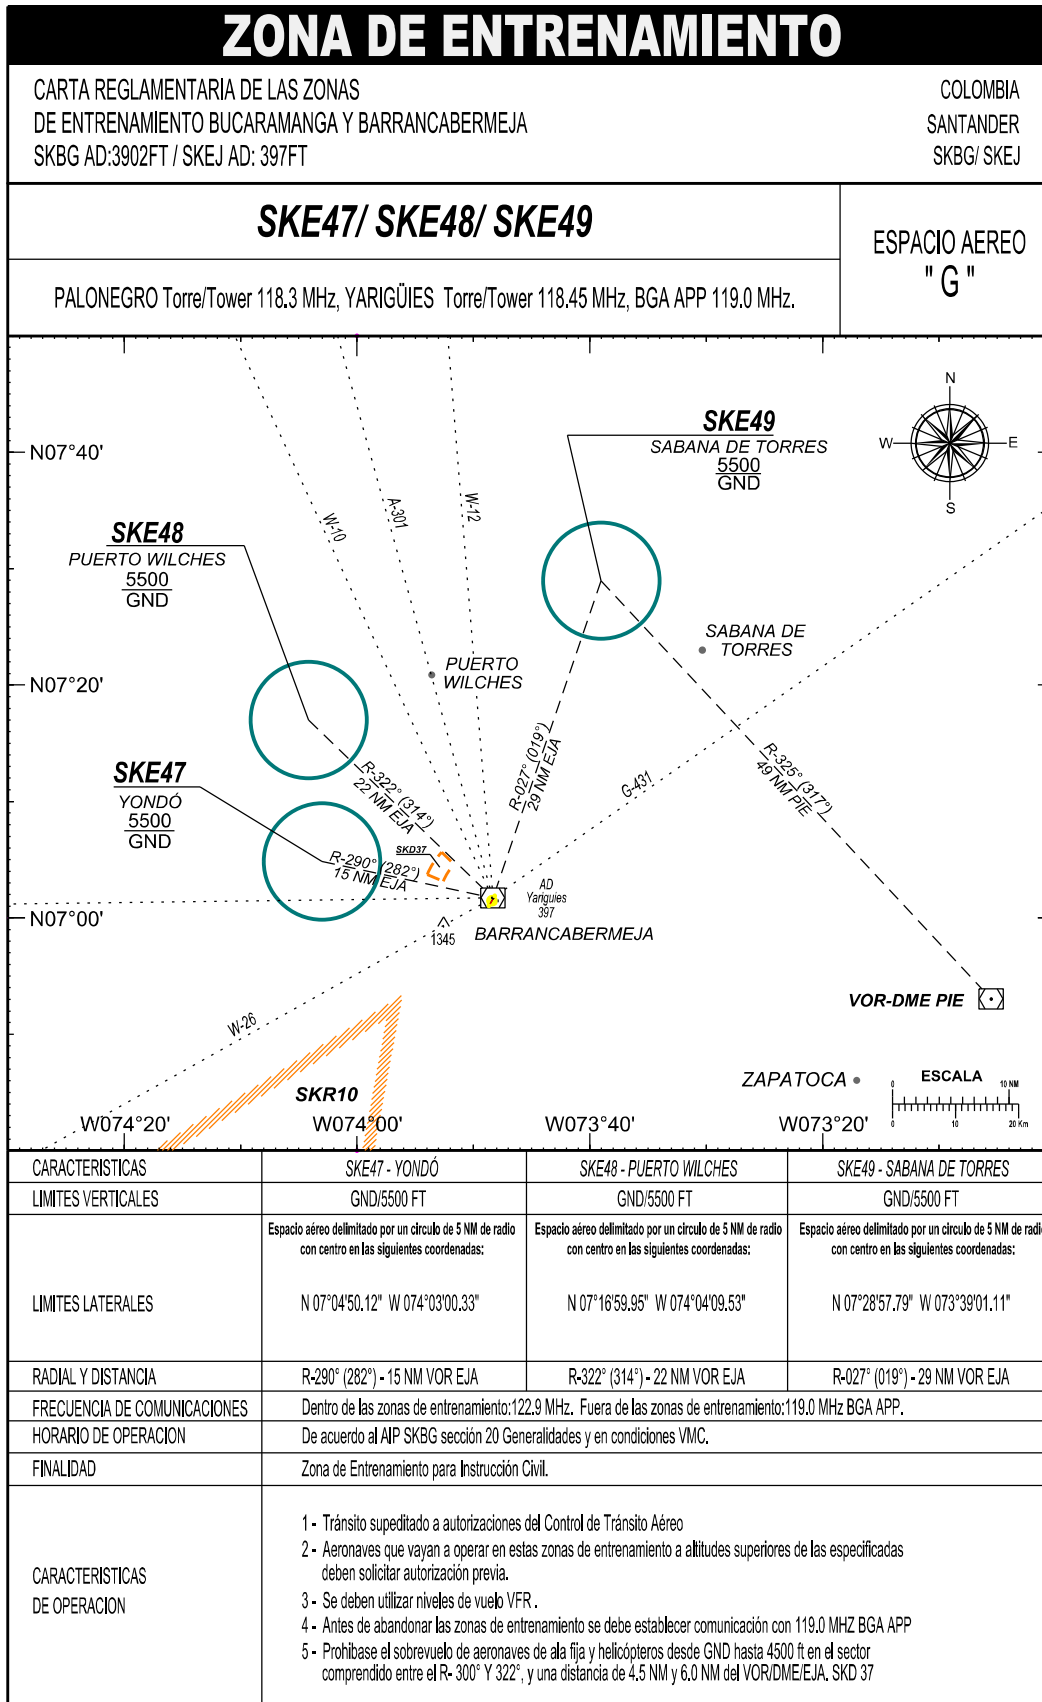 ZONA DE ENTRENAMIENTO
CARTA REGLAMENTARIA DE LAS ZONAS
DE ENTRENAMIENTO BUCARAMANGA Y BARRANCABERMEJA
SKBG AD:3902FT / SKEJ AD: 397FT
COLOMBIA
SANTANDER
SKBG/ SKEJ
SKE47/ SKE48/ SKE49
PALONEGRO Torre/Tower 118.3 MHz, YARIGÜIES Torre/Tower 118.45 MHz, BGA APP 119.0 MHz.
ESPACIO AEREO
" G "
N
W
E
S
N07°40'
N07°20'
N07°00'
SKE49
SABANA DE TORRES
5500
GND
W-10
A-301
W-12
SKE48
PUERTO WILCHES
5500
GND
SABANA DE
TORRES
PUERTO
WILCHES
SKE47
YONDÓ
5500
GND
R-322° (314°)
22 NM EJA
R-027° (019°)
29 NM EJA
G-431
R-325° (317°)
49 NM PIE
SKD37
R-290° (282°)
15 NM EJA
AD
Yariguies
397
1345
BARRANCABERMEJA
VOR-DME PIE
W-26
SKR10
ZAPATOCA
ESCALA
0
10 NM
0
10
20 Km
W074°20'
W074°00'
W073°40'
W073°20'
CARACTERISTICAS
SKE47 - YONDÓ
SKE48 - PUERTO WILCHES
SKE49 - SABANA DE TORRES
LIMITES VERTICALES
GND/5500 FT
GND/5500 FT
GND/5500 FT
LIMITES LATERALES
Espacio aéreo delimitado por un circulo de 5 NM de radio
con centro en las siguientes coordenadas:
N 07°04'50.12" W 074°03'00.33"
Espacio aéreo delimitado por un circulo de 5 NM de radio
con centro en las siguientes coordenadas:
N 07°16'59.95" W 074°04'09.53"
Espacio aéreo delimitado por un circulo de 5 NM de radio
con centro en las siguientes coordenadas:
N 07°28'57.79" W 073°39'01.11"
RADIAL Y DISTANCIA
R-290° (282°) - 15 NM VOR EJA
R-322° (314°) - 22 NM VOR EJA
R-027° (019°) - 29 NM VOR EJA
FRECUENCIA DE COMUNICACIONES
Dentro de las zonas de entrenamiento:122.9 MHz. Fuera de las zonas de entrenamiento:119.0 MHz BGA APP.
HORARIO DE OPERACION
De acuerdo al AIP SKBG sección 20 Generalidades y en condiciones VMC.
FINALIDAD
Zona de Entrenamiento para Instrucción Civil.
CARACTERISTICAS
DE OPERACION
1 - Tránsito supeditado a autorizaciones del Control de Tránsito Aéreo
2 - Aeronaves que vayan a operar en estas zonas de entrenamiento a altitudes superiores de las especificadas
deben solicitar autorización previa.
3 - Se deben utilizar niveles de vuelo VFR .
4 - Antes de abandonar las zonas de entrenamiento se debe establecer comunicación con 119.0 MHZ BGA APP
5 - Prohibase el sobrevuelo de aeronaves de ala fija y helicópteros desde GND hasta 4500 ft en el sector
comprendido entre el R- 300° Y 322°, y una distancia de 4.5 NM y 6.0 NM del VOR/DME/EJA. SKD 37